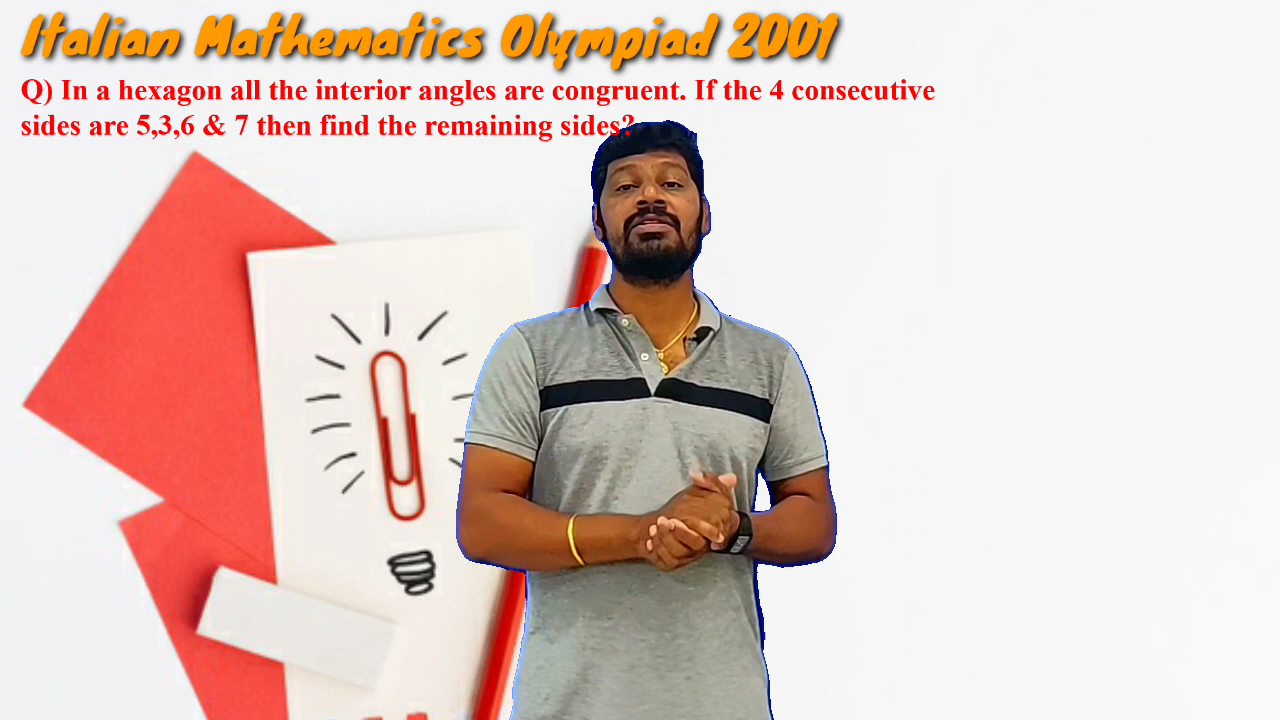 Italian Mathematics Olympiad 2001
Q) In a hexagon all the interior angles are congruent. If the 4 consecutive
sides are 5,3,6 & 7 then find the remaining sides?